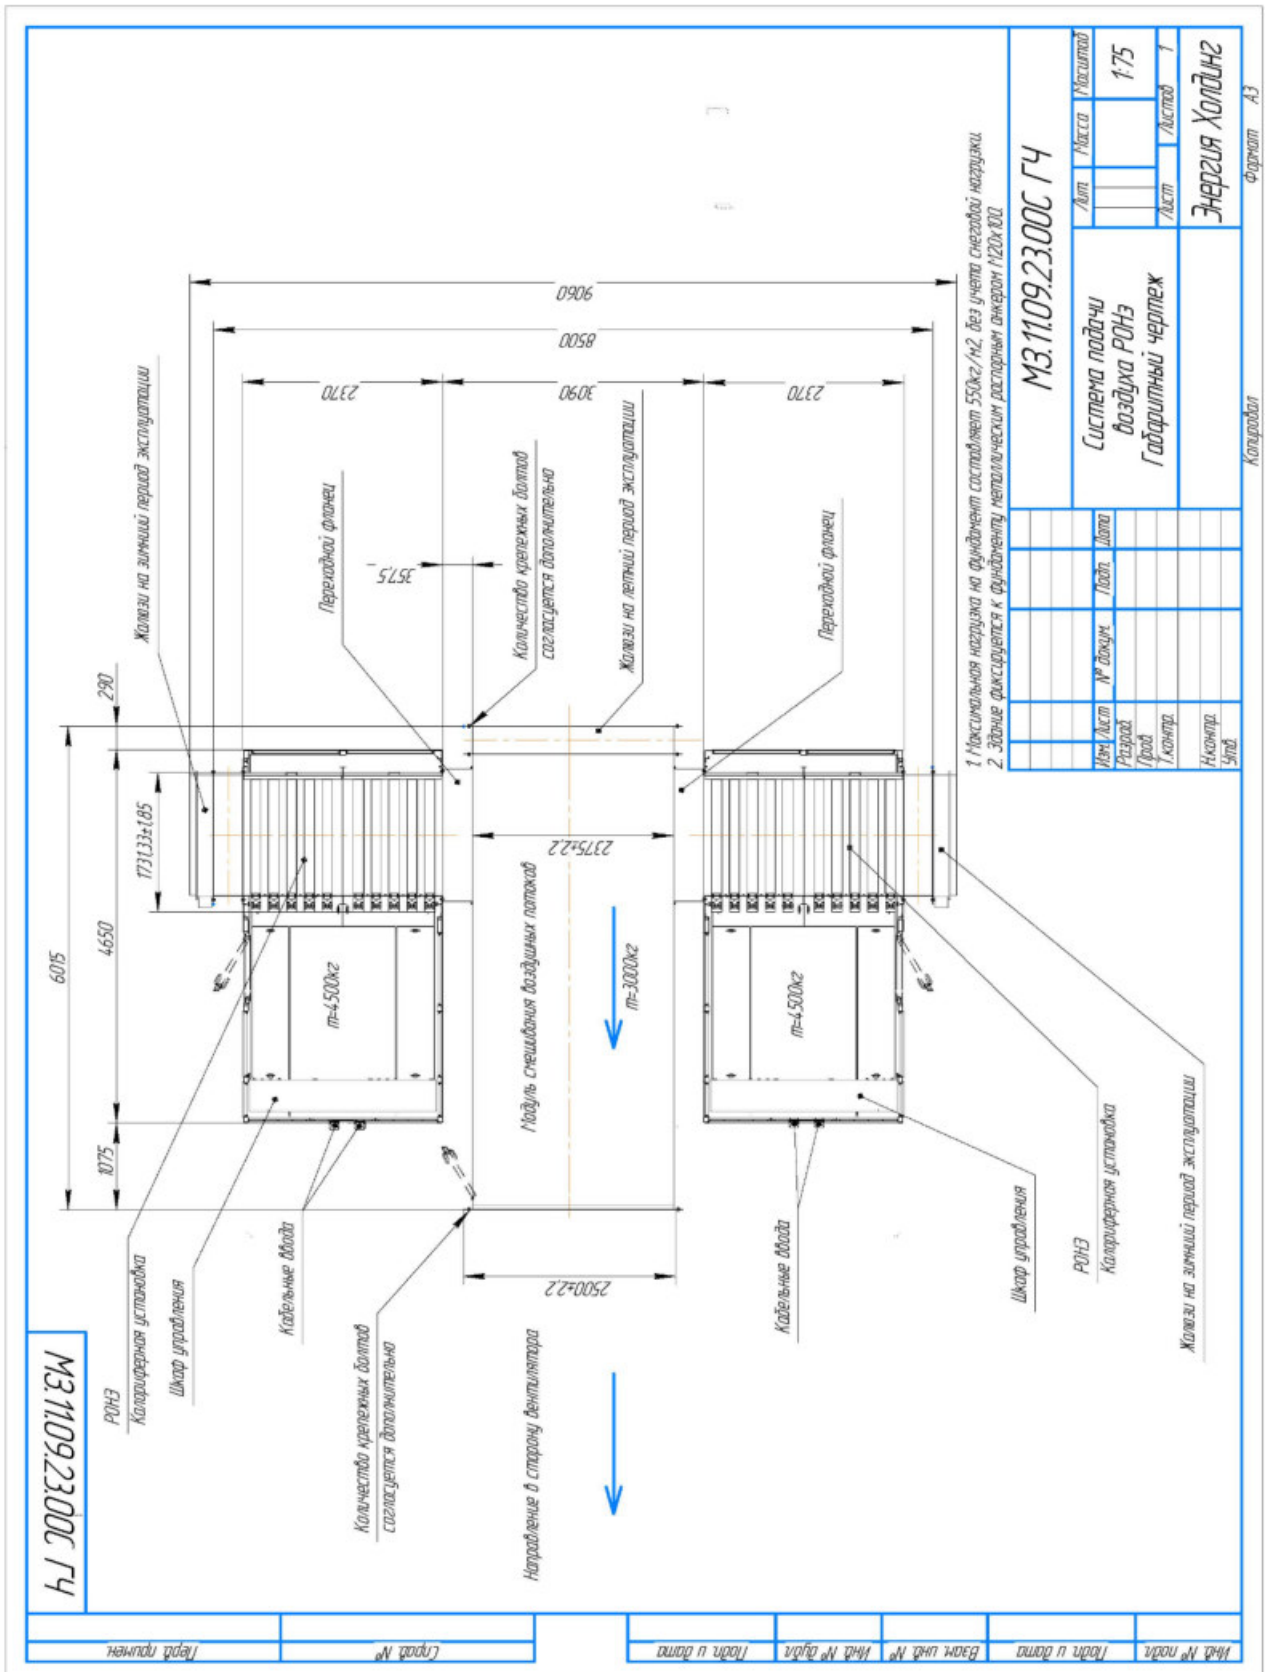 М3.11.09.23.00С ГЧ
Перв. примен.
Справ. №
Подп. и дата
Инв. № дубл.
Взам. инв. №
Подп. и дата
Инв. № подл.
РОНЭ
Калориферная установка
Шкаф управления
Кабельные ввода
Количество крепежных болтов
согласуется дополнительно
Направление в сторону вентилятора
6015
1075
4650
290
1731,33±1,85
Жалюзи на зимний период эксплуатации
Переходной фланец
Количество крепежных болтов
согласуется дополнительно
Жалюзи на летний период эксплуатации
Переходной фланец
357,5
2370
3090
2370
8500
9060
2375±2,2
2500±2,2
m=4500кг
Модуль смешивания воздушных потоков
m=3000кг
m=4500кг
Кабельные ввода
Шкаф управления
РОНЭ
Калориферная установка
Жалюзи на зимний период эксплуатации
1. Максимальная нагрузка на фундамент составляет 550кг/м2, без учета снеговой нагрузки.
2. Здание фиксируется к фундаменту металлическим распорным анкером М20х100.
М3.11.09.23.00С ГЧ
Изм. Лист № докум. Подп. Дата
Разраб.
Пров.
Т.контр.
Н.контр.
Утв.
Система подачи
воздуха РОНэ
Габаритный чертеж
Лит. Масса Масштаб
1:75
Лист Листов 1
Энергия Холдинг
Копировал Формат А3